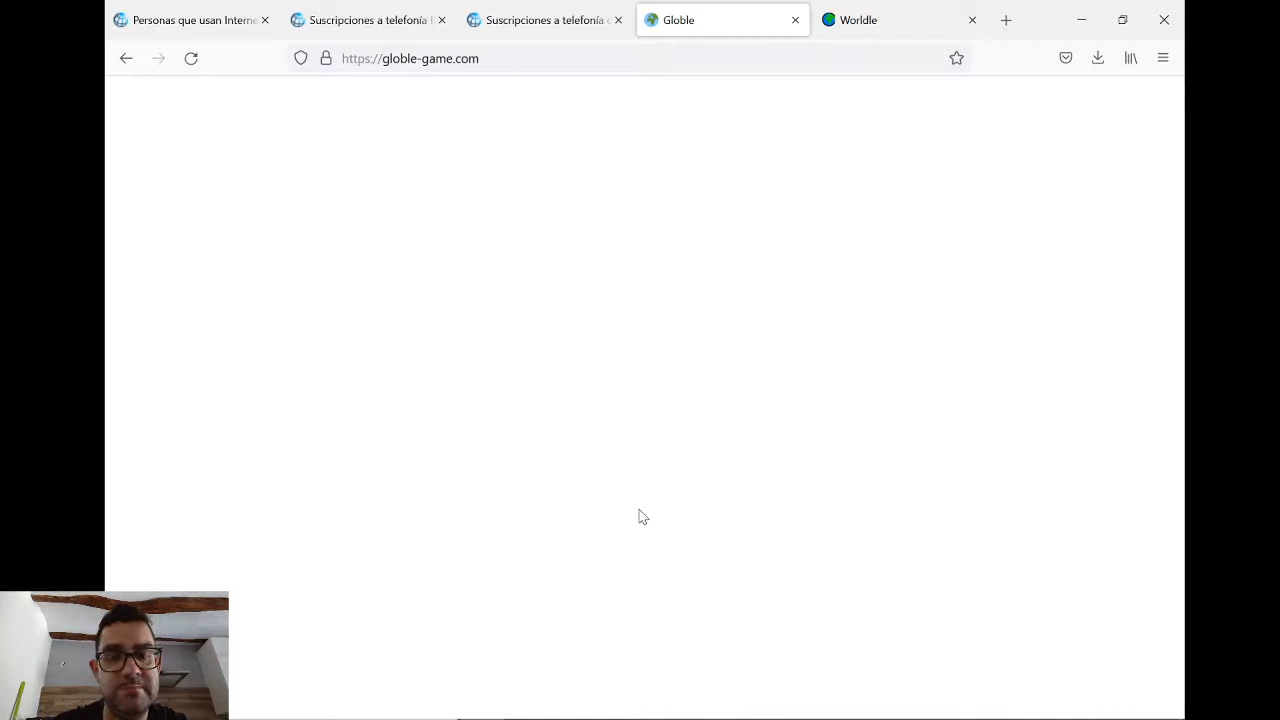 Personas que usan Interne
Suscripciones a telefonía f
Suscripciones a telefonía c
Globle
Worldle
https://globle-game.com